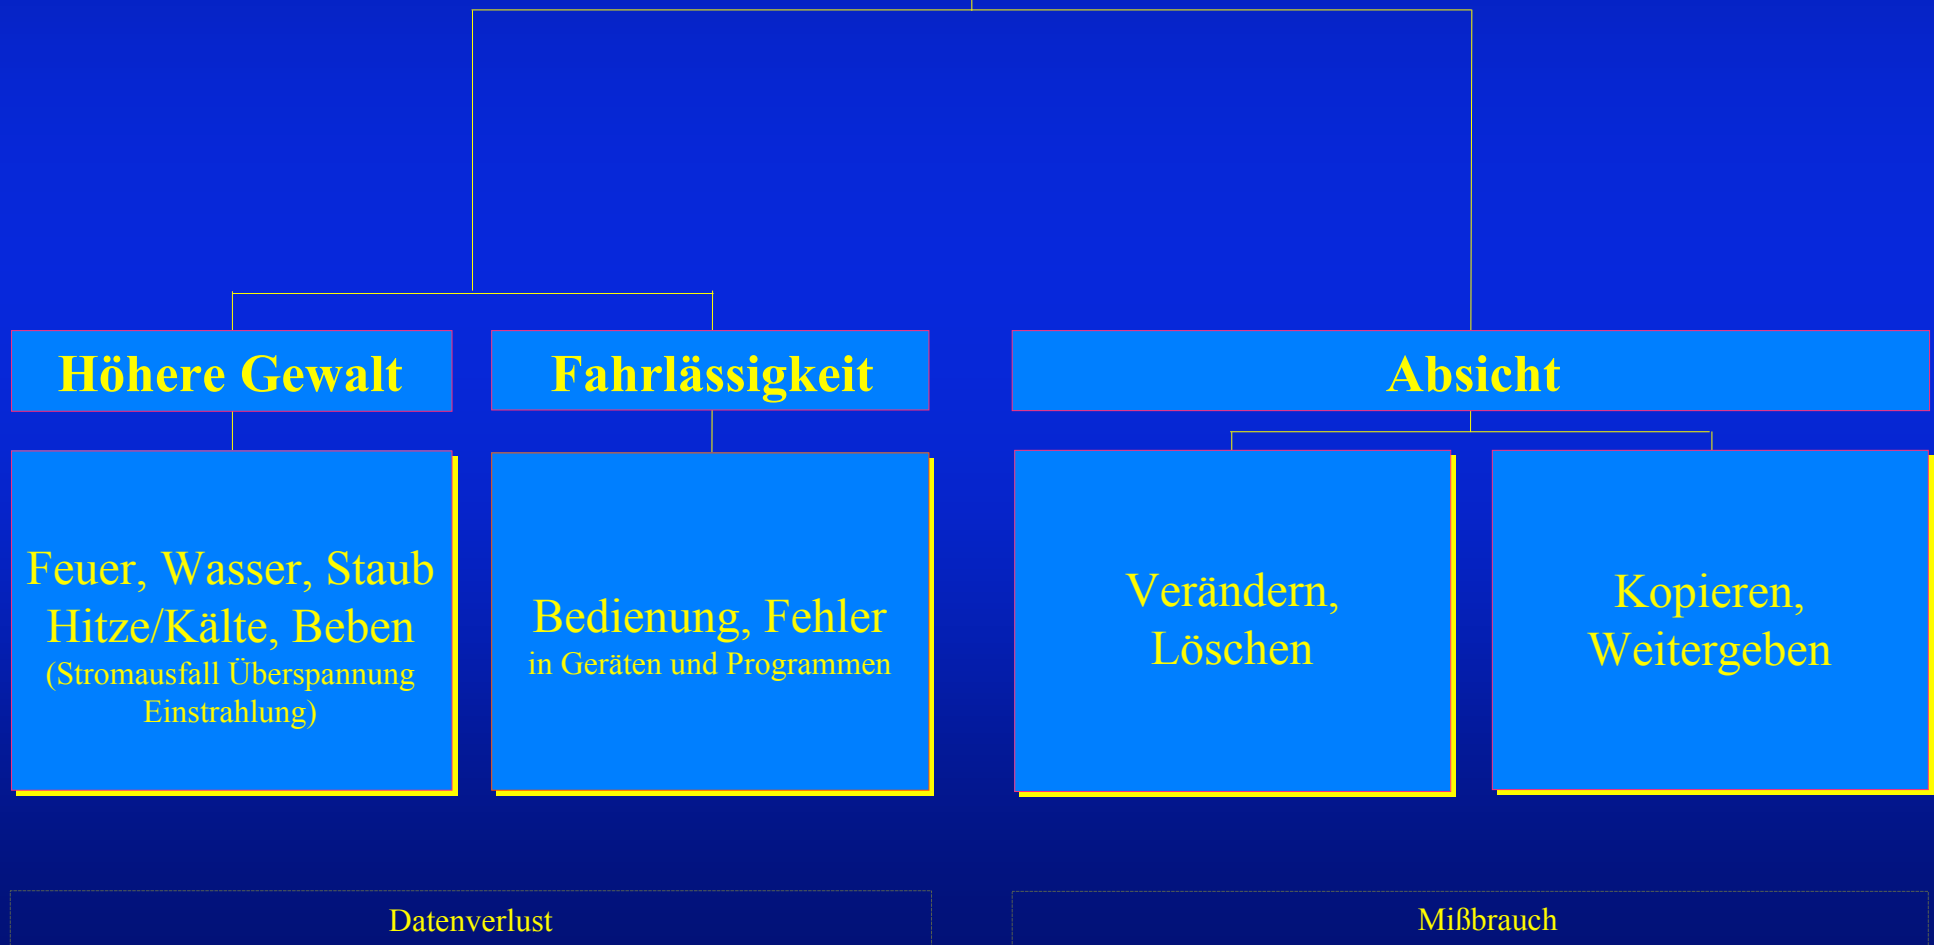 Höhere Gewalt
Fahrlässigkeit
Absicht
Feuer, Wasser, Staub
Hitze/Kälte, Beben
(Stromausfall Überspannung
Einstrahlung)
Bedienung, Fehler
in Geräten und Programmen
Verändern,
Löschen
Kopieren,
Weitergeben
Datenverlust
Mißbrauch